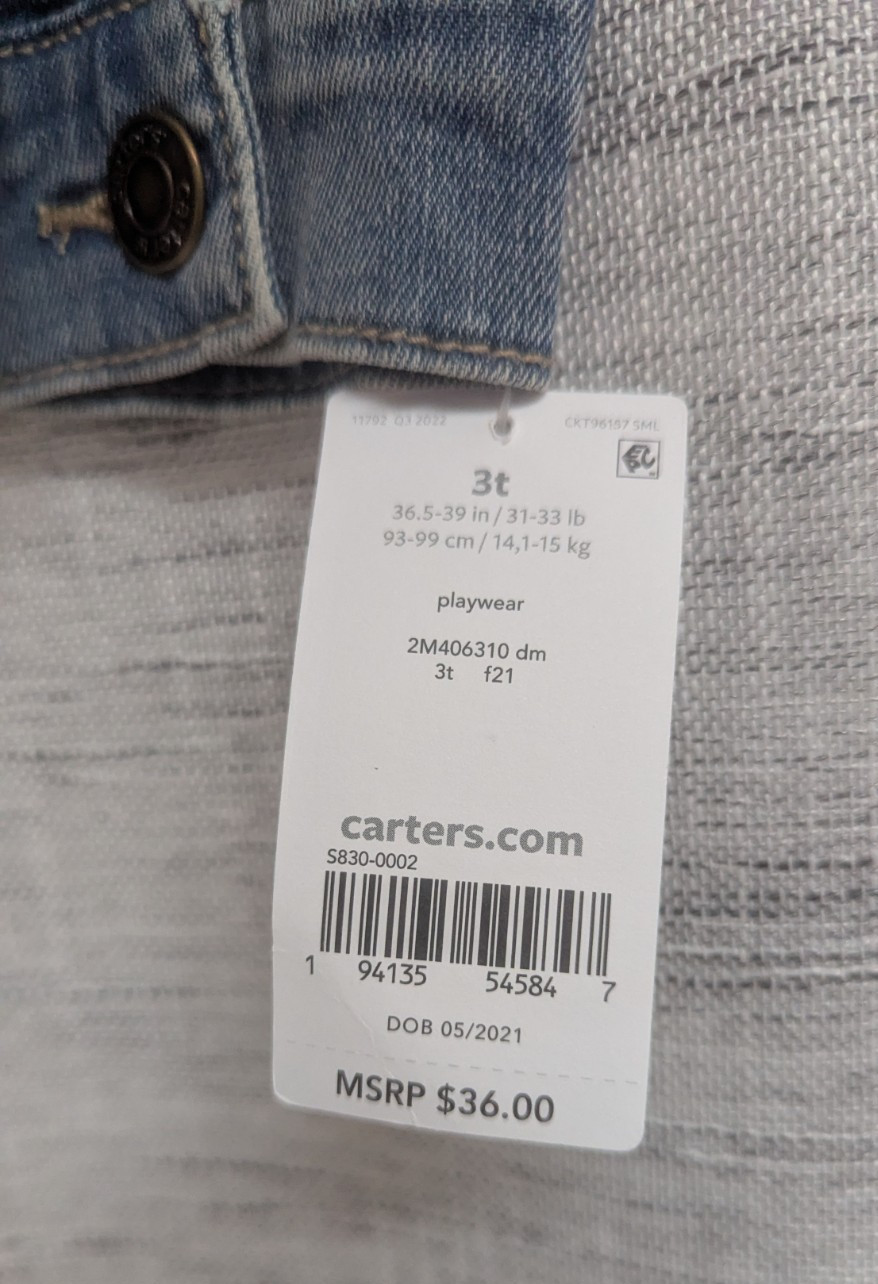 carters
11792 Q3 2022 CKT96157 SML
3t
36.5-39 in / 31-33 lb
93-99 cm / 14,1-15 kg
playwear
2M406310 dm
3t f21
carters.com
S830-0002
1 94135 54584 7
DOB 05/2021
MSRP $36.00